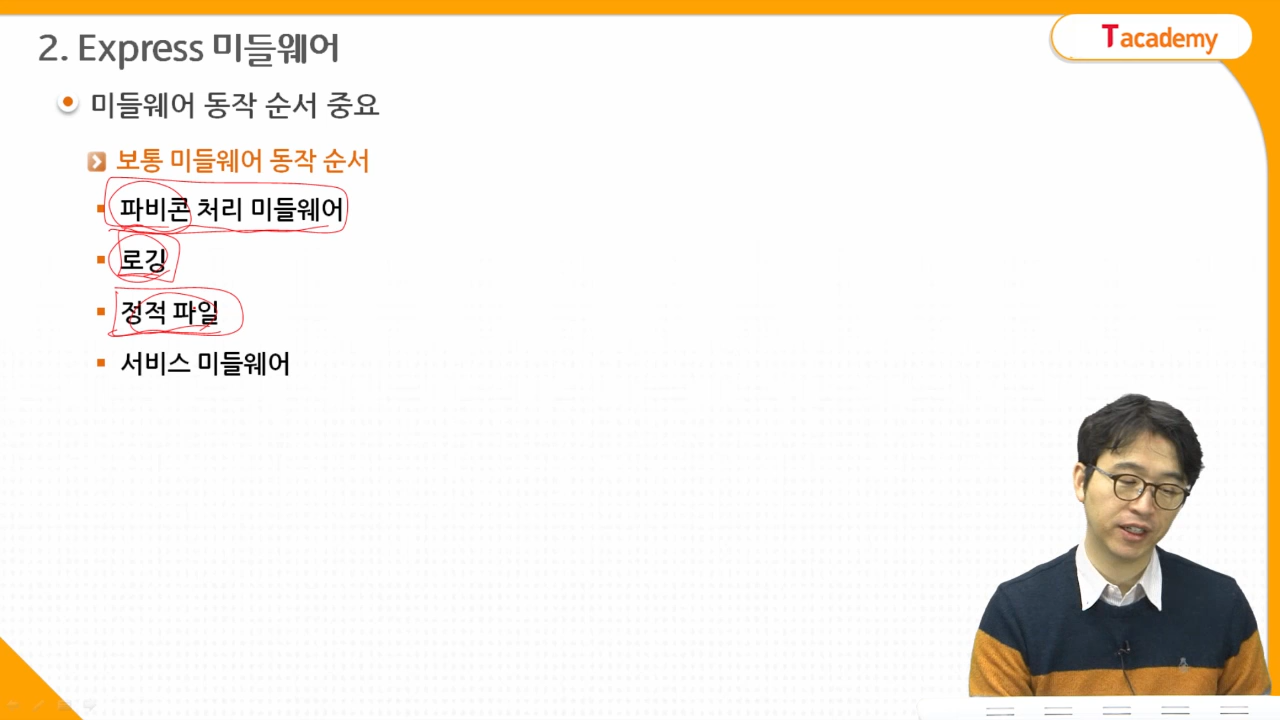 2. Express 미들웨어
Tacademy
미들웨어 동작 순서 중요
보통 미들웨어 동작 순서
파비콘 처리 미들웨어
로깅
정적 파일
서비스 미들웨어